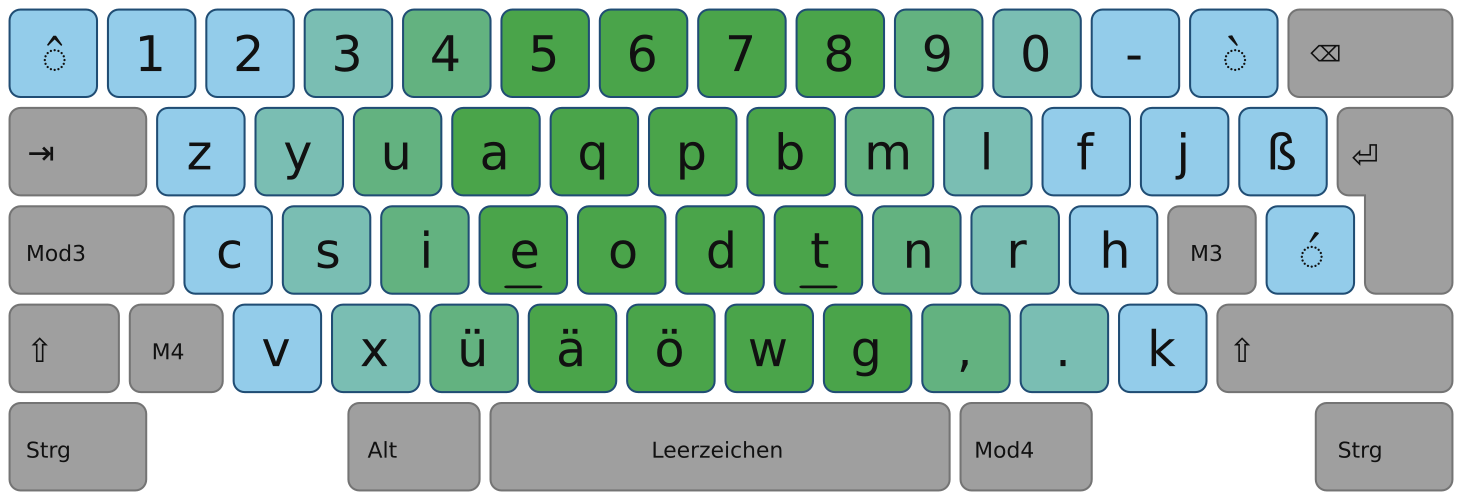 ◌̂ 1 2 3 4 5 6 7 8 9 0 - ◌̀ ⌫
⇥ z y u a q p b m l f j ß ⏎
Mod3 c s i e o d t n r h M3 ◌́
⇧ M4 v x ü ä ö w g , . k ⇧
Strg Alt Leerzeichen Mod4 Strg